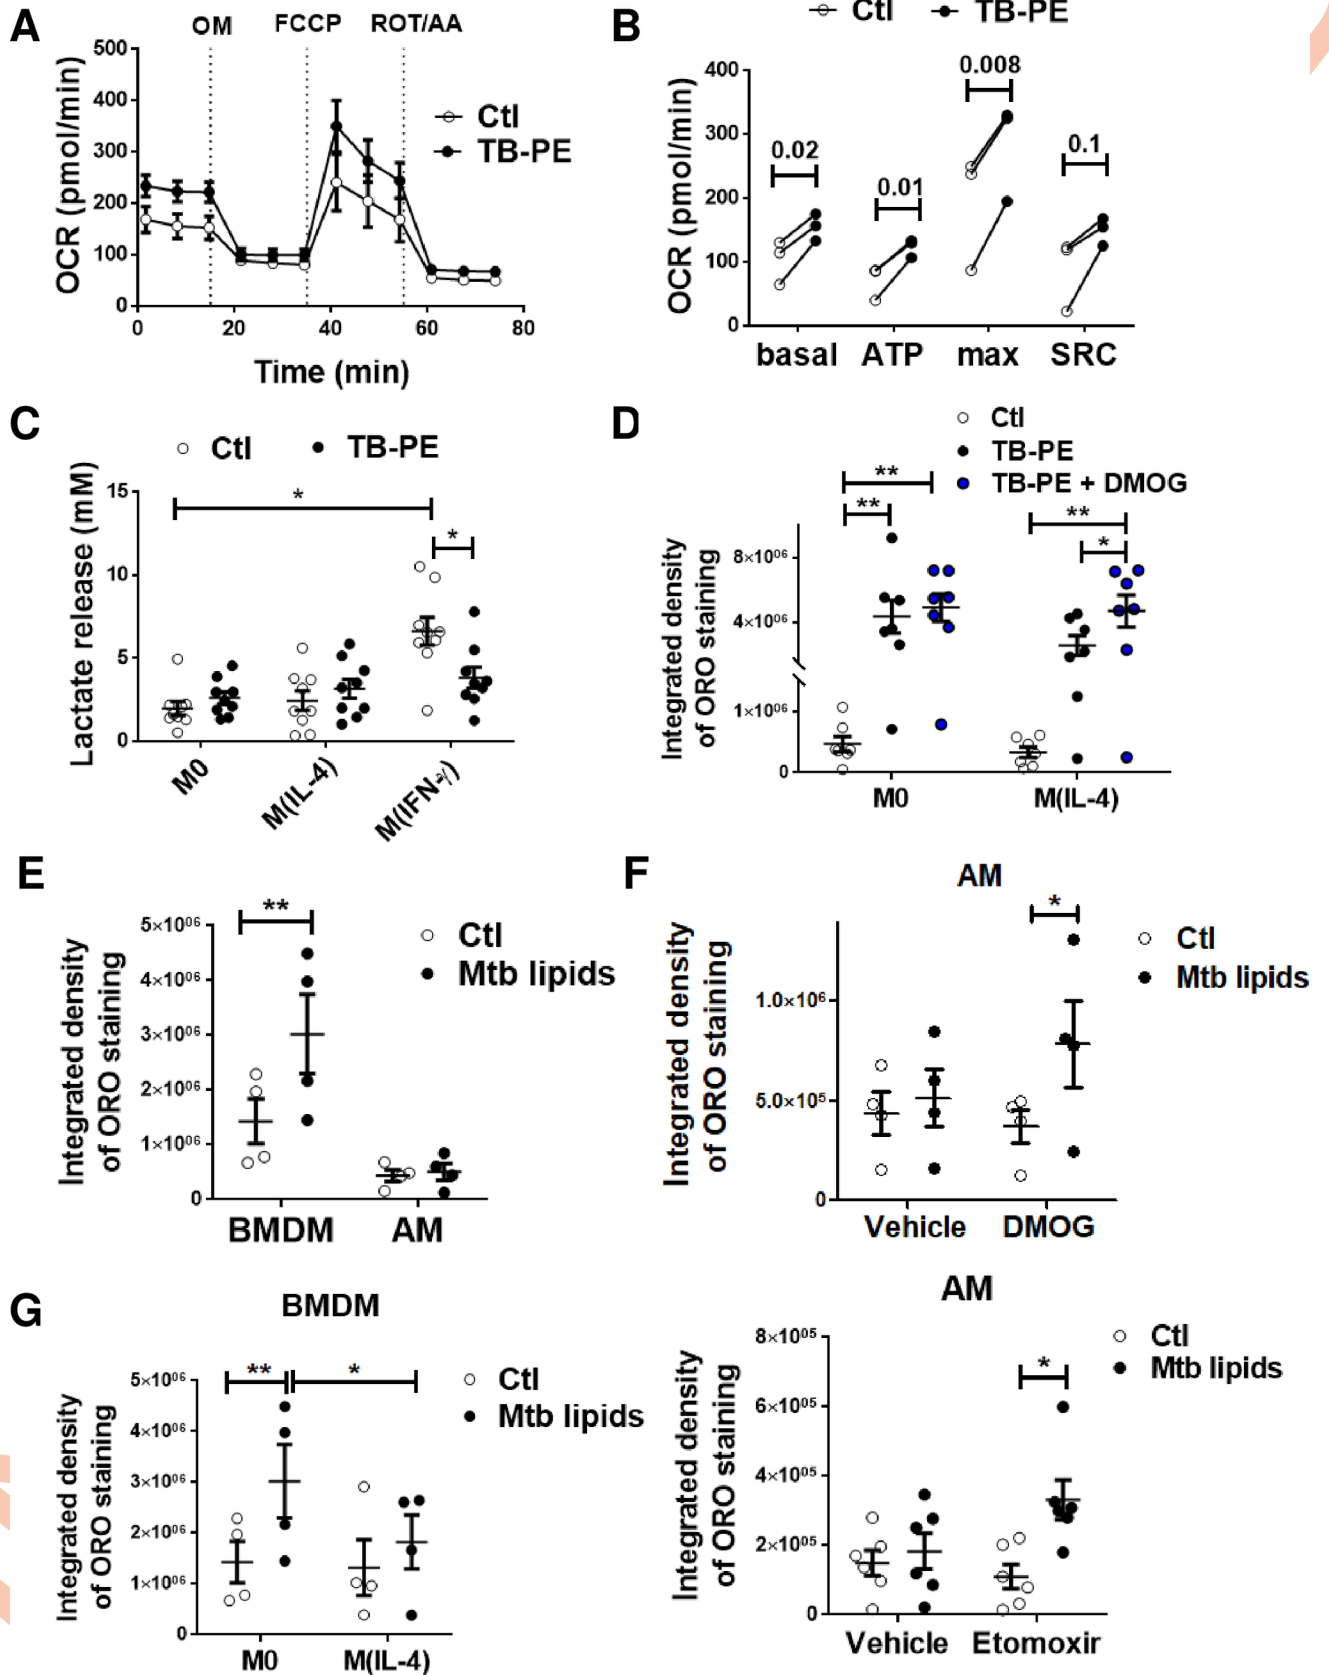 A
OM FCCP ROT/AA
OCR (pmol/min)
500
400
300
200
100
0
0 20 40 60 80
Time (min)
Ctl
TB-PE
B
Ctl TB-PE
OCR (pmol/min)
400
300
200
100
0
0.02
0.01
0.008
0.1
basal ATP max SRC
C
Ctl TB-PE
Lactate release (mM)
15
10
5
0
*
*
M0 M(IL-4) M(IFN-γ)
D
Ctl
TB-PE
TB-PE + DMOG
Integrated density
of ORO staining
8×10⁰⁶
4×10⁰⁶
1×10⁰⁶
0
**
**
**
*
M0 M(IL-4)
E
Integrated density
of ORO staining
5×10⁰⁶
4×10⁰⁶
3×10⁰⁶
2×10⁰⁶
1×10⁰⁶
0
**
Ctl
Mtb lipids
BMDM AM
F
AM
Integrated density
of ORO staining
1.0×10⁶
5.0×10⁵
0
*
Ctl
Mtb lipids
Vehicle DMOG
G
BMDM
Integrated density
of ORO staining
5×10⁰⁶
4×10⁰⁶
3×10⁰⁶
2×10⁰⁶
1×10⁰⁶
0
** *
Ctl
Mtb lipids
M0 M(IL-4)
AM
Integrated density
of ORO staining
8×10⁰⁵
6×10⁰⁵
4×10⁰⁵
2×10⁰⁵
0
*
Ctl
Mtb lipids
Vehicle Etomoxir